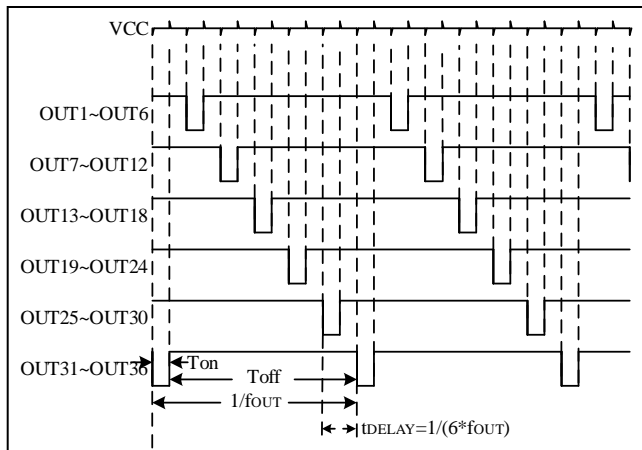 VCC
OUT1~OUT6
OUT7~OUT12
OUT13~OUT18
OUT19~OUT24
OUT25~OUT30
OUT31~OUT36
Ton
Toff
1/fOUT
tDELAY=1/(6*fOUT)